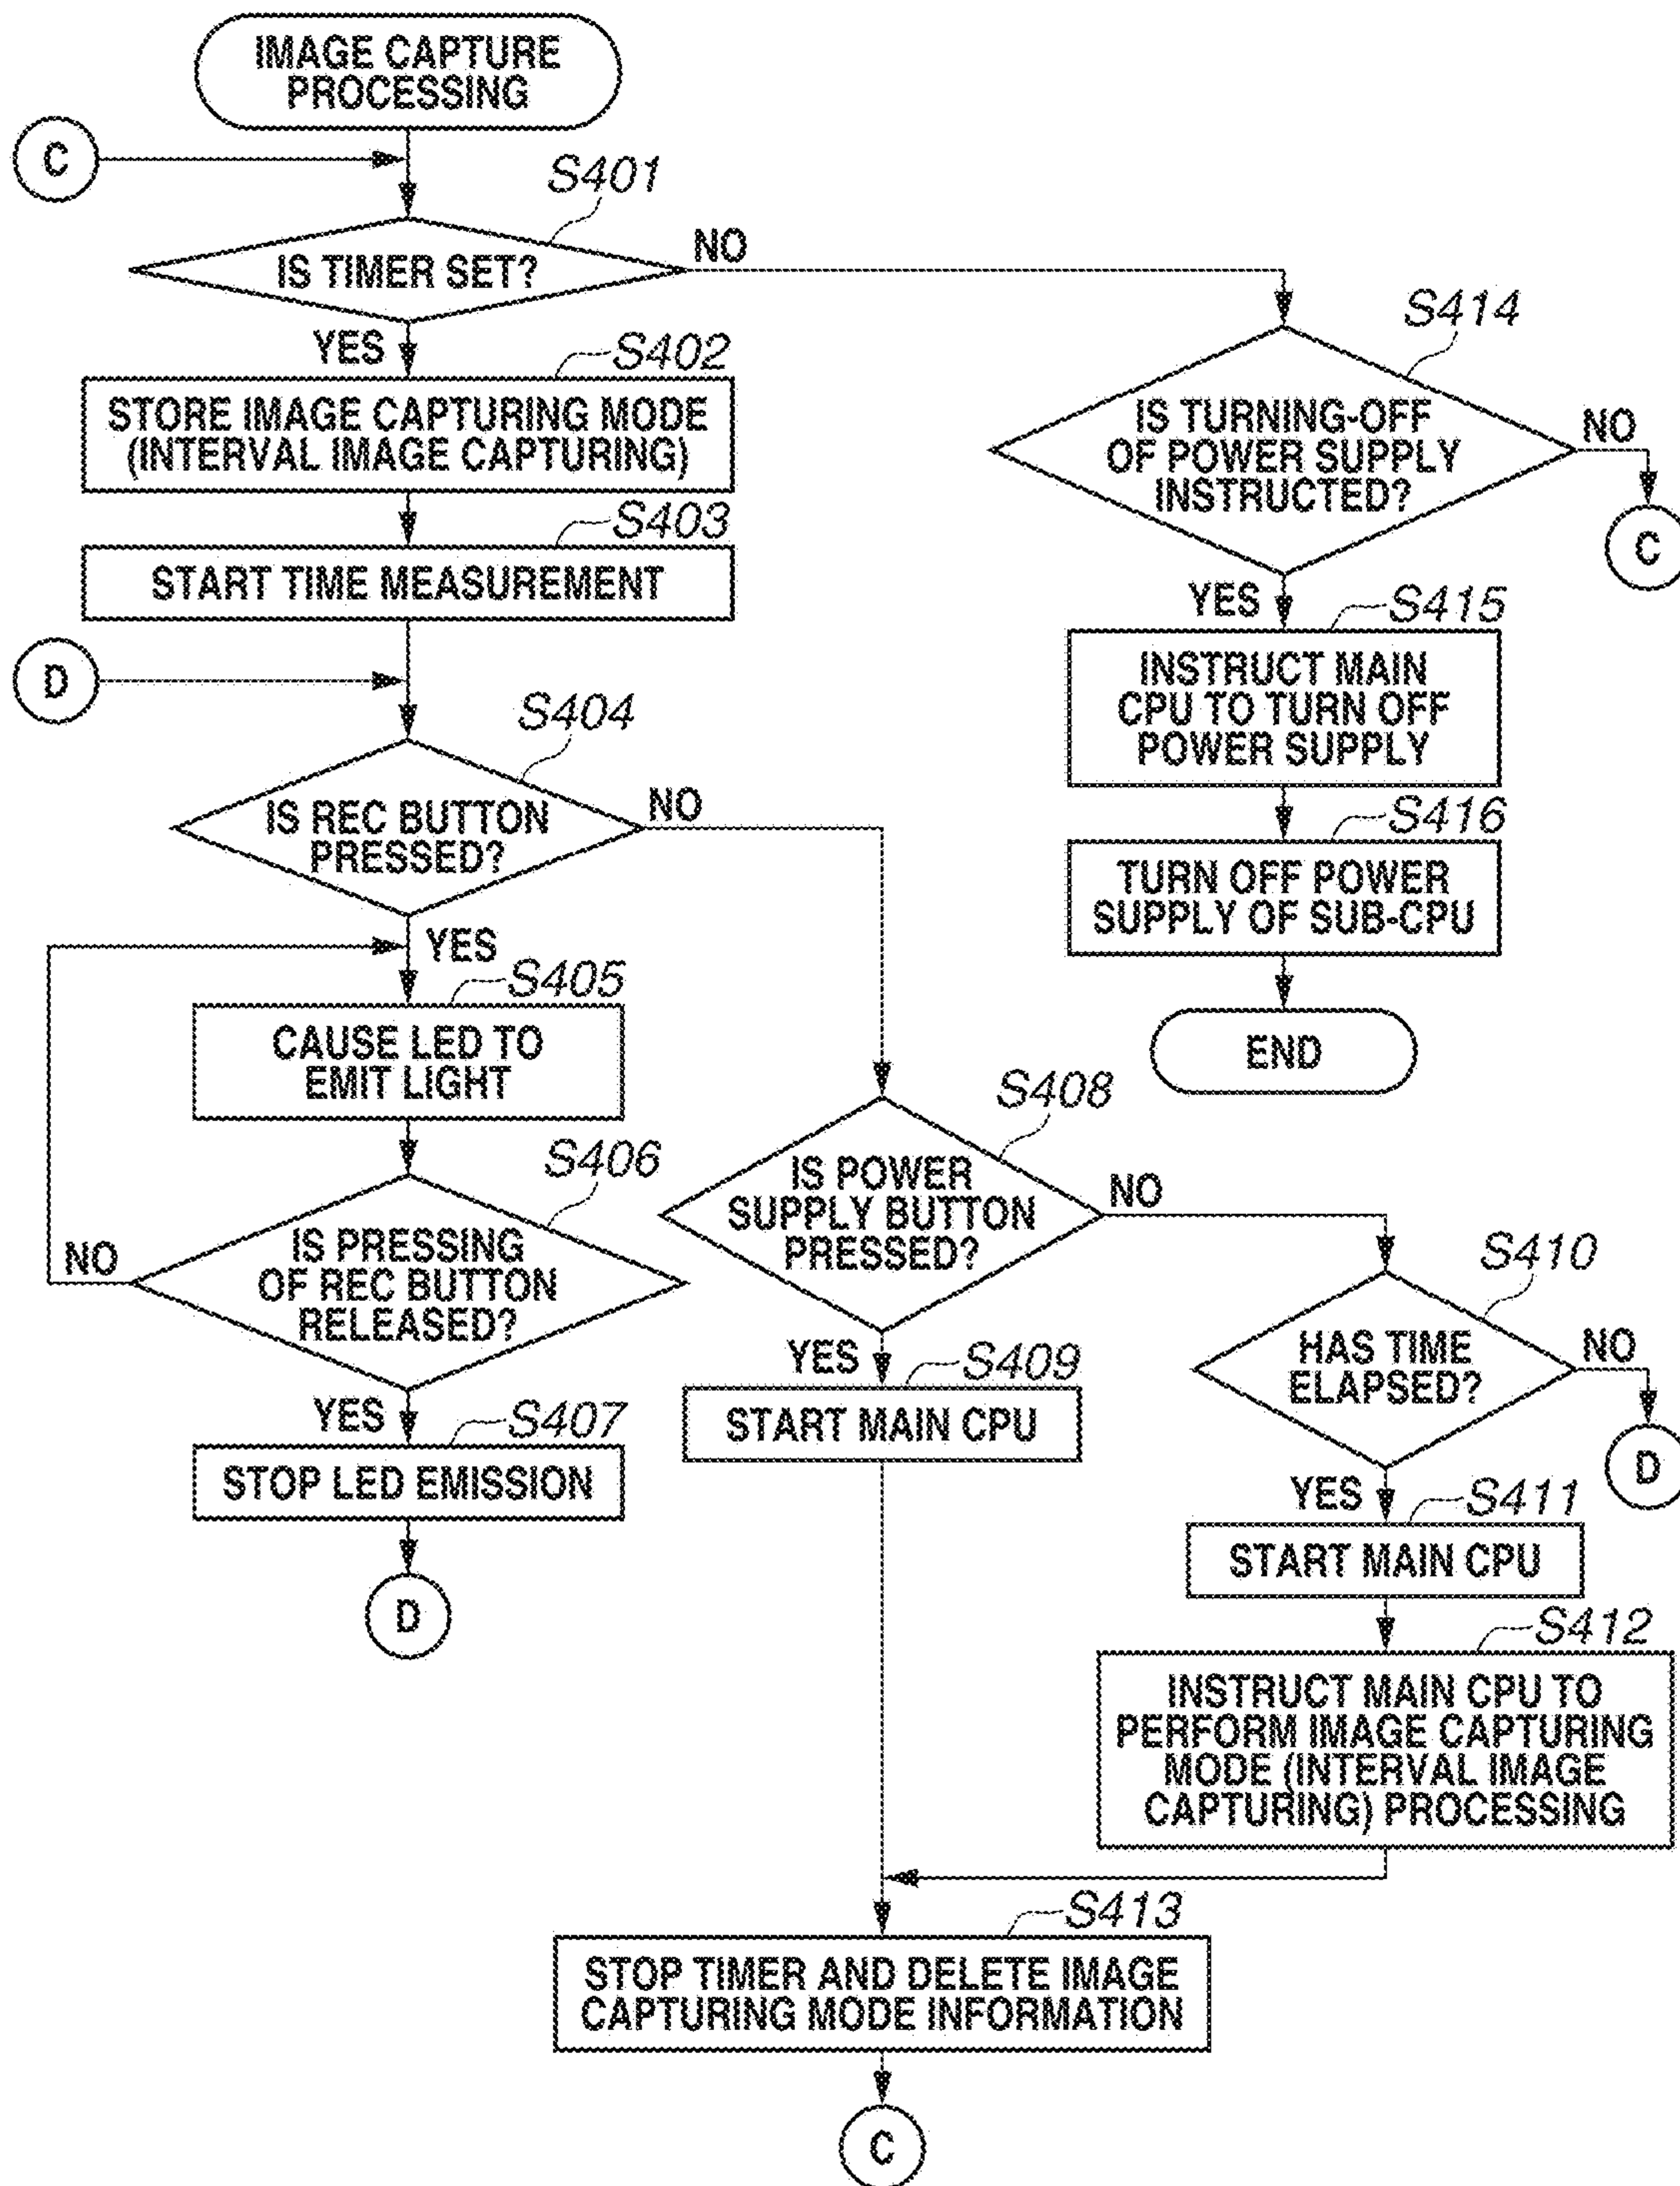 IMAGE CAPTURE
PROCESSING
C
S401
IS TIMER SET?
NO
YES
S402
STORE IMAGE CAPTURING MODE
(INTERVAL IMAGE CAPTURING)
S403
START TIME MEASUREMENT
D
S404
IS REC BUTTON
PRESSED?
NO
YES
S405
CAUSE LED TO
EMIT LIGHT
S406
IS PRESSING
OF REC BUTTON
RELEASED?
NO
YES
S407
STOP LED EMISSION
D
S408
IS POWER
SUPPLY BUTTON
PRESSED?
NO
YES
S409
START MAIN CPU
S410
HAS TIME
ELAPSED?
NO
D
YES
S411
START MAIN CPU
S412
INSTRUCT MAIN CPU TO
PERFORM IMAGE CAPTURING
MODE (INTERVAL IMAGE
CAPTURING) PROCESSING
S413
STOP TIMER AND DELETE IMAGE
CAPTURING MODE INFORMATION
C
S414
IS TURNING-OFF
OF POWER SUPPLY
INSTRUCTED?
NO
C
YES
S415
INSTRUCT MAIN
CPU TO TURN OFF
POWER SUPPLY
S416
TURN OFF POWER
SUPPLY OF SUB-CPU
END